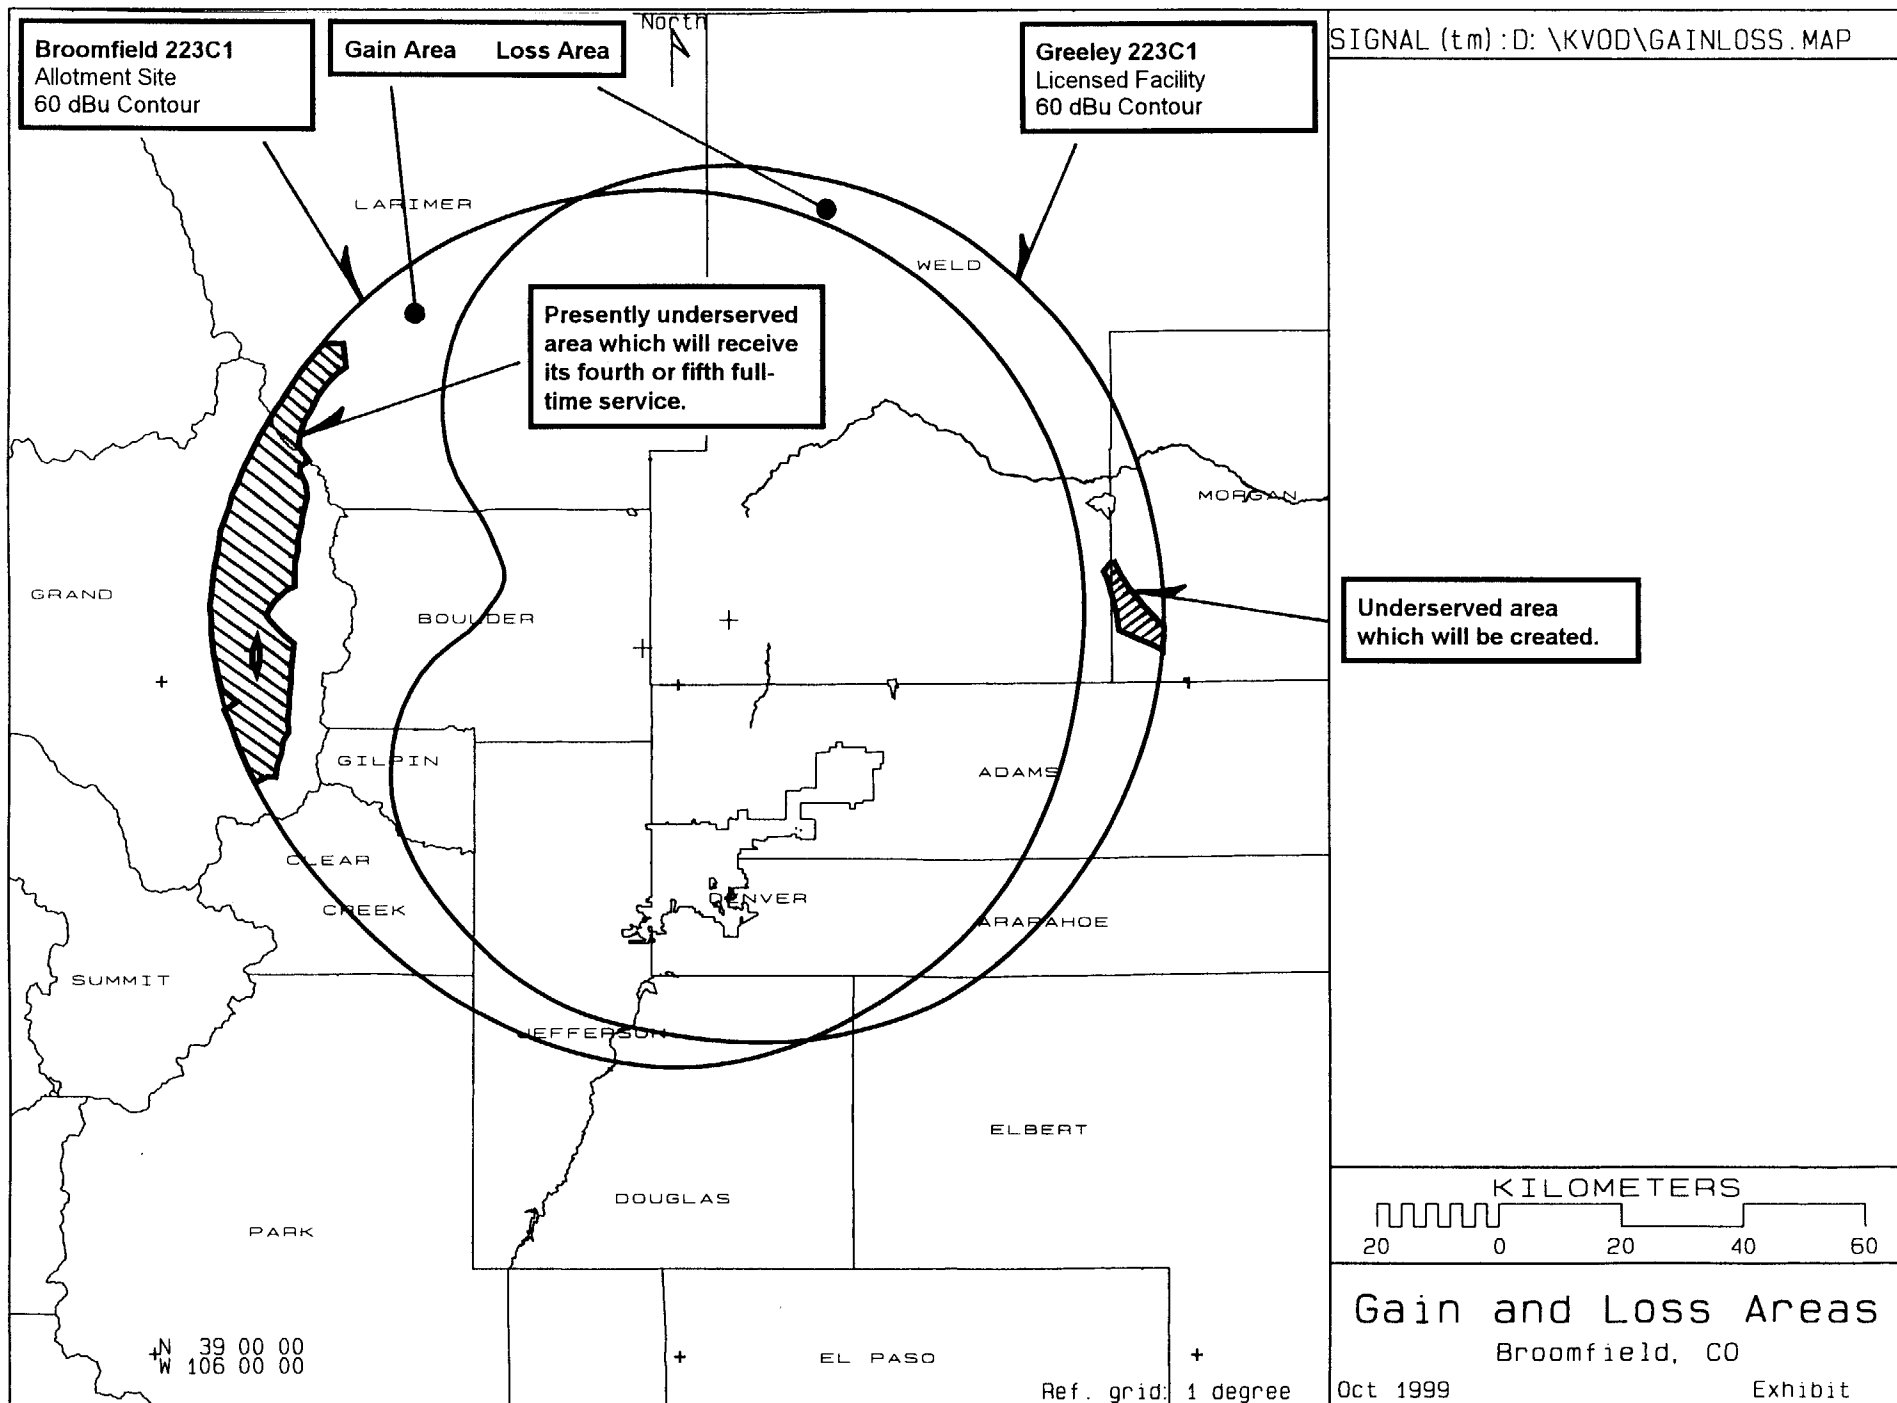 North
SIGNAL (tm) : D: \KVOD\GAINLOSS. MAP
Broomfield 223C1
Allotment Site
60 dBu Contour
Gain Area Loss Area
Greeley 223C1
Licensed Facility
60 dBu Contour
LARIMER
WELD
Presently underserved
area which will receive
its fourth or fifth full-
time service.
MORGAN
GRAND
BOULDER
Underserved area
which will be created.
GILPIN
ADAMS
CLEAR
CREEK
DENVER
ARAPAHOE
SUMMIT
JEFFERSON
ELBERT
DOUGLAS
PARK
KILOMETERS
20 0 20 40 60
Gain and Loss Areas
Broomfield, CO
N 39 00 00
W 106 00 00
EL PASO
Ref. grid: 1 degree
Oct 1999 Exhibit